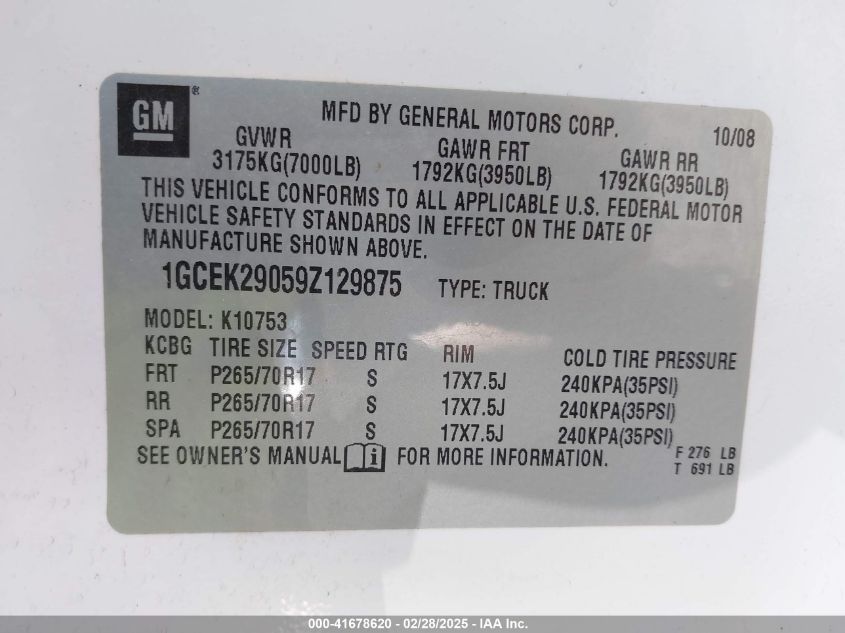 GM ® MFD BY GENERAL MOTORS CORP. 10/08
GVWR GAWR FRT GAWR RR
3175KG(7000LB) 1792KG(3950LB) 1792KG(3950LB)
THIS VEHICLE CONFORMS TO ALL APPLICABLE U.S. FEDERAL MOTOR
VEHICLE SAFETY STANDARDS IN EFFECT ON THE DATE OF
MANUFACTURE SHOWN ABOVE.
1GCEK29059Z129875 TYPE: TRUCK
MODEL: K10753
KCBG TIRE SIZE SPEED RTG RIM COLD TIRE PRESSURE
FRT P265/70R17 S 17X7.5J 240KPA(35PSI)
RR P265/70R17 S 17X7.5J 240KPA(35PSI)
SPA P265/70R17 S 17X7.5J 240KPA(35PSI)
SEE OWNER'S MANUAL i FOR MORE INFORMATION. F 276 LB
T 691 LB
000-41678620 - 02/28/2025 - IAA Inc.